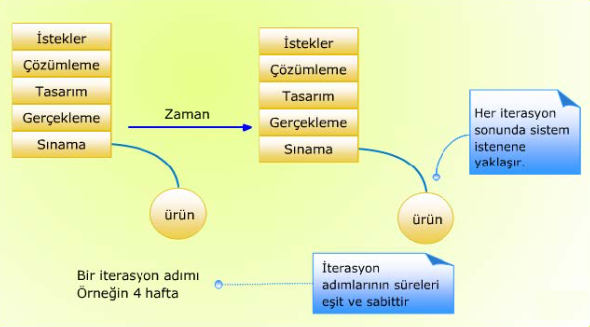 İstekler
Çözümleme
Tasarım
Gerçekleme
Sınama
ürün
Zaman
İstekler
Çözümleme
Tasarım
Gerçekleme
Sınama
ürün
Her iterasyon
sonunda sistem
istenene
yaklaşır.
Bir iterasyon adımı
Örneğin 4 hafta
İterasyon
adımlarının süreleri
eşit ve sabittir